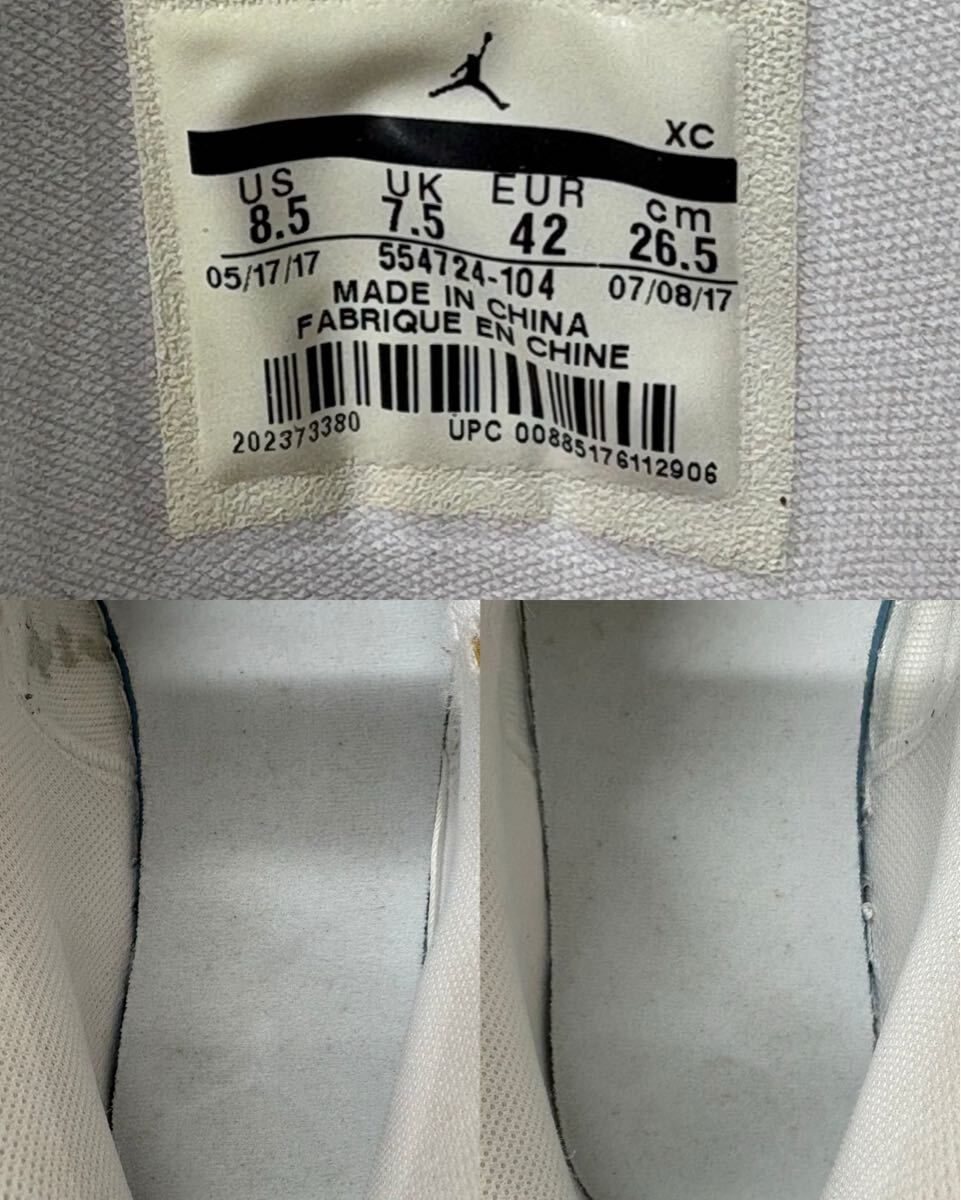 XC
US UK EUR cm
8.5 7.5 42 26.5
05/17/17 554724-104 07/08/17
MADE IN CHINA
FABRIQUE EN CHINE
202373380 UPC 00885176112906